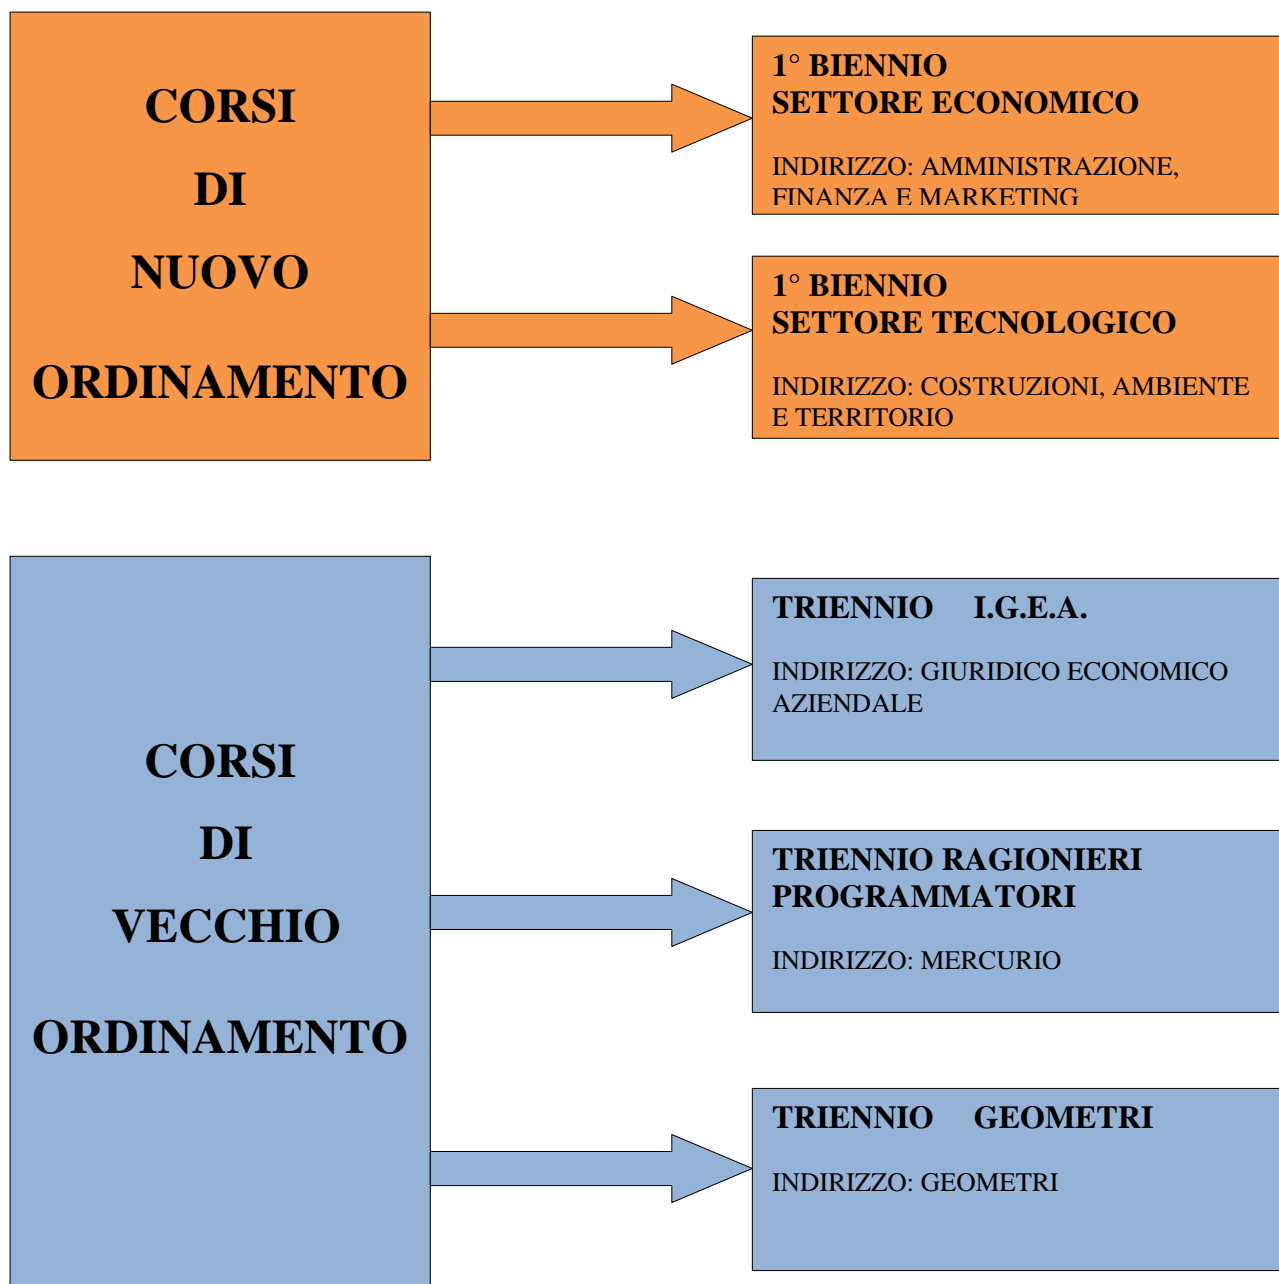 CORSI
DI
NUOVO
ORDINAMENTO
1° BIENNIO
SETTORE ECONOMICO
INDIRIZZO: AMMINISTRAZIONE,
FINANZA E MARKETING
1° BIENNIO
SETTORE TECNOLOGICO
INDIRIZZO: COSTRUZIONI, AMBIENTE
E TERRITORIO
CORSI
DI
VECCHIO
ORDINAMENTO
TRIENNIO I.G.E.A.
INDIRIZZO: GIURIDICO ECONOMICO
AZIENDALE
TRIENNIO RAGIONIERI
PROGRAMMATORI
INDIRIZZO: MERCURIO
TRIENNIO GEOMETRI
INDIRIZZO: GEOMETRI